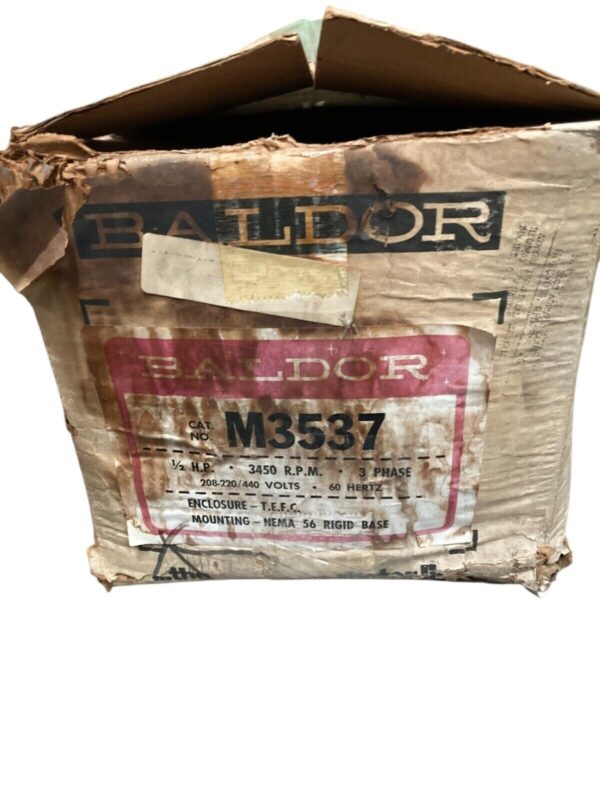 BALDOR
BALDOR
CAT. NO. M3537
½ H.P. • 3450 R.P.M. • 3 PHASE
208-220/440 VOLTS • 60 HERTZ
ENCLOSURE – T.E.F.C.
MOUNTING – NEMA 56 RIGID BASE